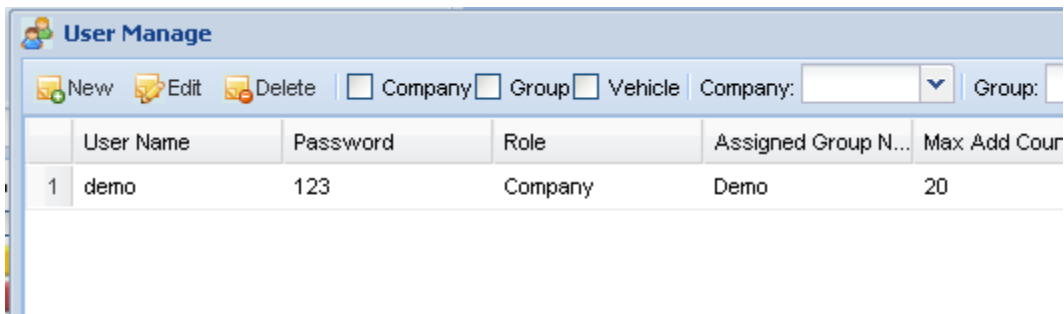 User Manage
New Edit Delete Company Group Vehicle Company: Group:
User Name Password Role Assigned Group N... Max Add Coun
1 demo 123 Company Demo 20